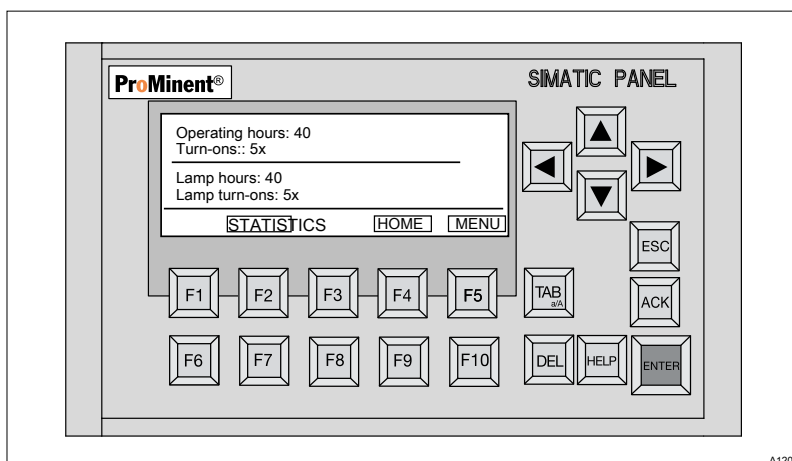 ProMinent®
SIMATIC PANEL
Operating hours: 40
Turn-ons:: 5x
Lamp hours: 40
Lamp turn-ons: 5x
STATISTICS HOME MENU
ESC
F1 F2 F3 F4 F5 TAB a/A ACK
F6 F7 F8 F9 F10 DEL HELP ENTER
A120